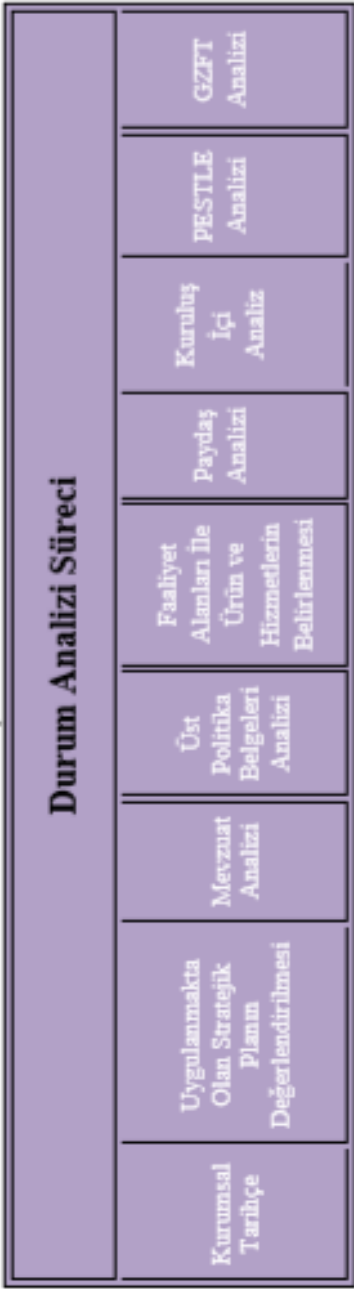 Durum Analizi Süreci
Kurumsal
Tarihçe
Uygulanmakta
Olan Stratejik
Planın
Değerlendirilmesi
Mevzuat
Analizi
Üst
Politika
Belgeleri
Analizi
Faaliyet
Alanları İle
Ürün ve
Hizmetlerin
Belirlenmesi
Paydaş
Analizi
Kuruluş
İçi
Analiz
PESTLE
Analizi
GZFT
Analizi